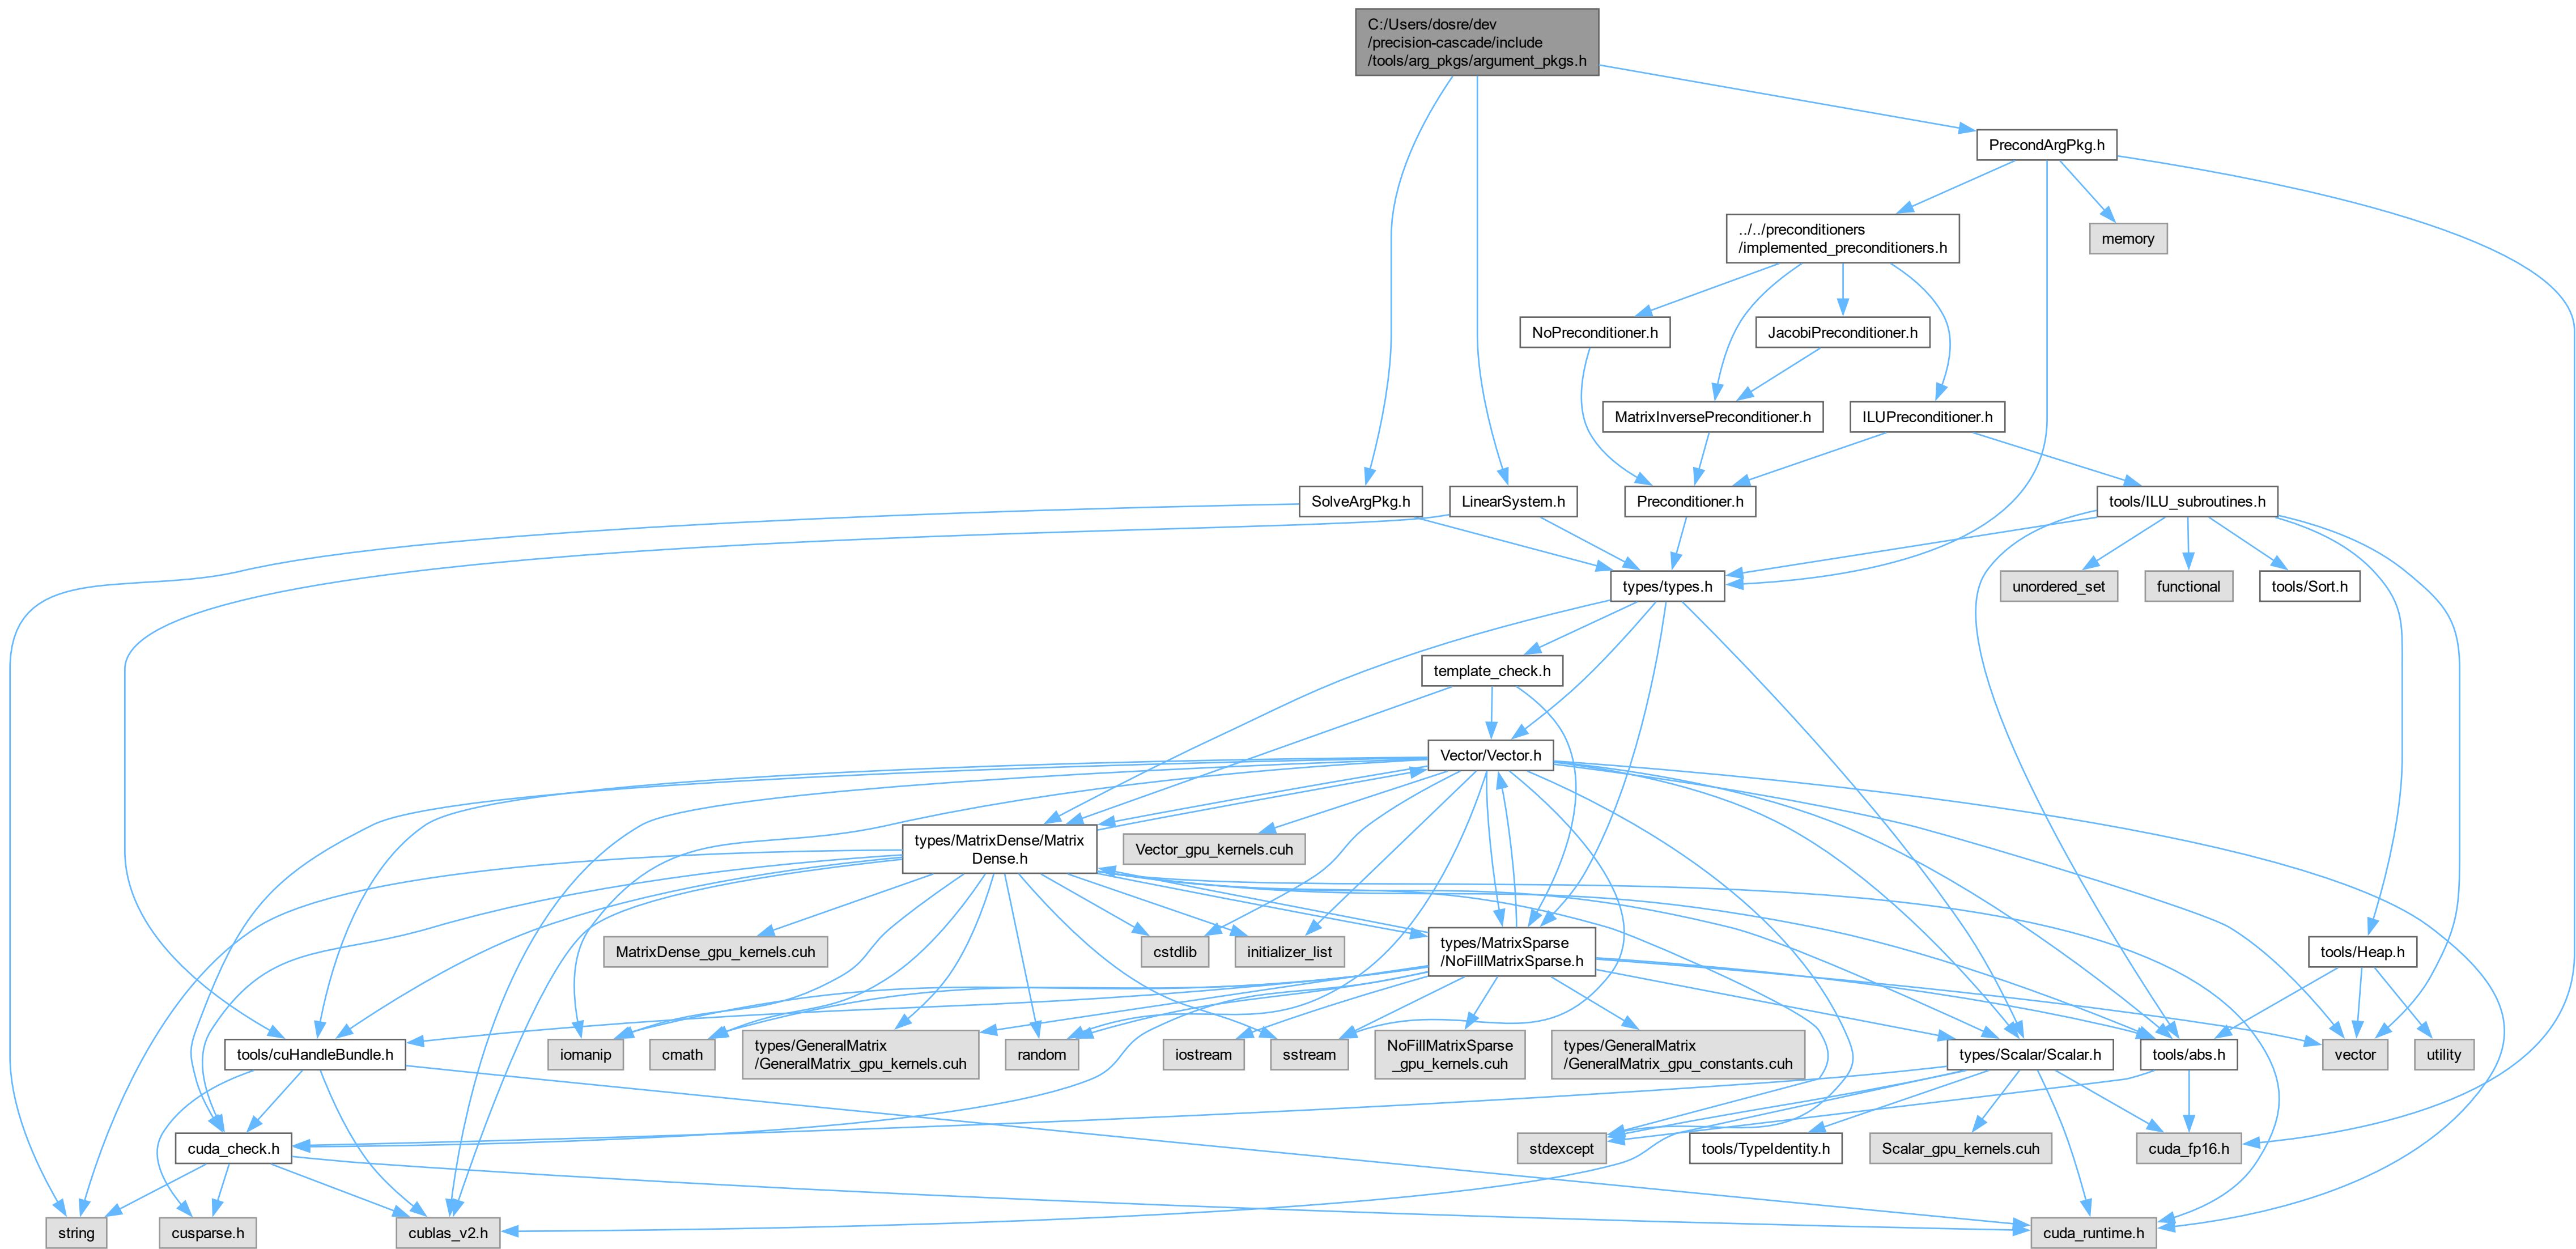 C:/Users/dosre/dev
/precision-cascade/include
/tools/arg_pkgs/argument_pkgs.h
PrecondArgPkg.h
../../preconditioners
/implemented_preconditioners.h
memory
NoPreconditioner.h
JacobiPreconditioner.h
MatrixInversePreconditioner.h
ILUPreconditioner.h
SolveArgPkg.h
LinearSystem.h
Preconditioner.h
tools/ILU_subroutines.h
types/types.h
unordered_set
functional
tools/Sort.h
template_check.h
Vector/Vector.h
types/MatrixDense/Matrix
Dense.h
Vector_gpu_kernels.cuh
MatrixDense_gpu_kernels.cuh
cstdlib
initializer_list
types/MatrixSparse
/NoFillMatrixSparse.h
tools/Heap.h
tools/cuHandleBundle.h
iomanip
cmath
types/GeneralMatrix
/GeneralMatrix_gpu_kernels.cuh
random
iostream
sstream
NoFillMatrixSparse
_gpu_kernels.cuh
types/GeneralMatrix
/GeneralMatrix_gpu_constants.cuh
types/Scalar/Scalar.h
tools/abs.h
vector
utility
cuda_check.h
stdexcept
tools/TypeIdentity.h
Scalar_gpu_kernels.cuh
cuda_fp16.h
string
cusparse.h
cublas_v2.h
cuda_runtime.h